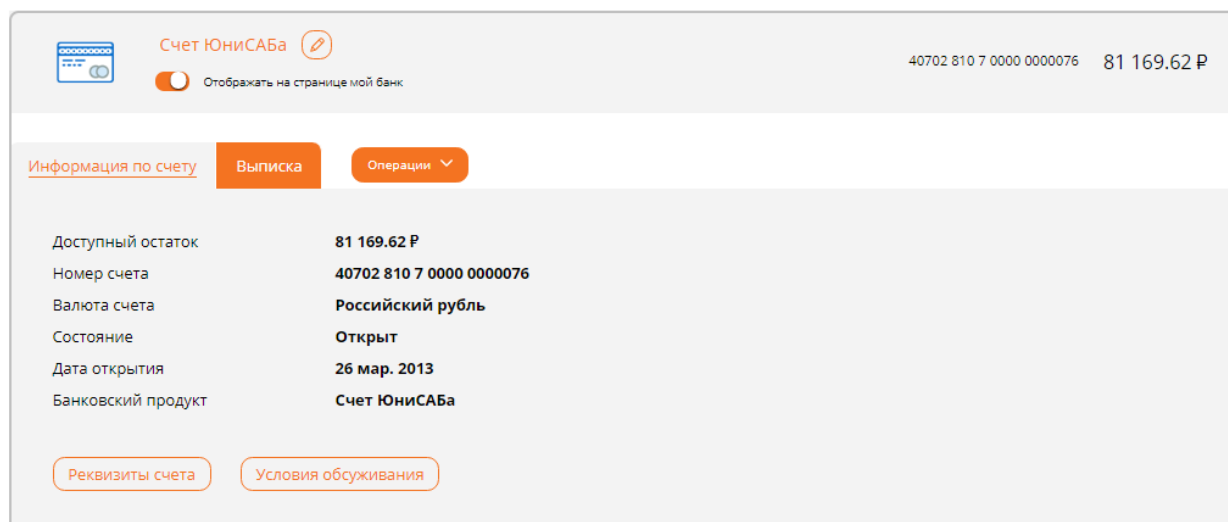 Счет ЮниСАБа
Отображать на странице мой банк
40702 810 7 0000 0000076 81 169.62 ₽
Информация по счету Выписка Операции
Доступный остаток 81 169.62 ₽
Номер счета 40702 810 7 0000 0000076
Валюта счета Российский рубль
Состояние Открыт
Дата открытия 26 мар. 2013
Банковский продукт Счет ЮниСАБа
Реквизиты счета Условия обсуживания